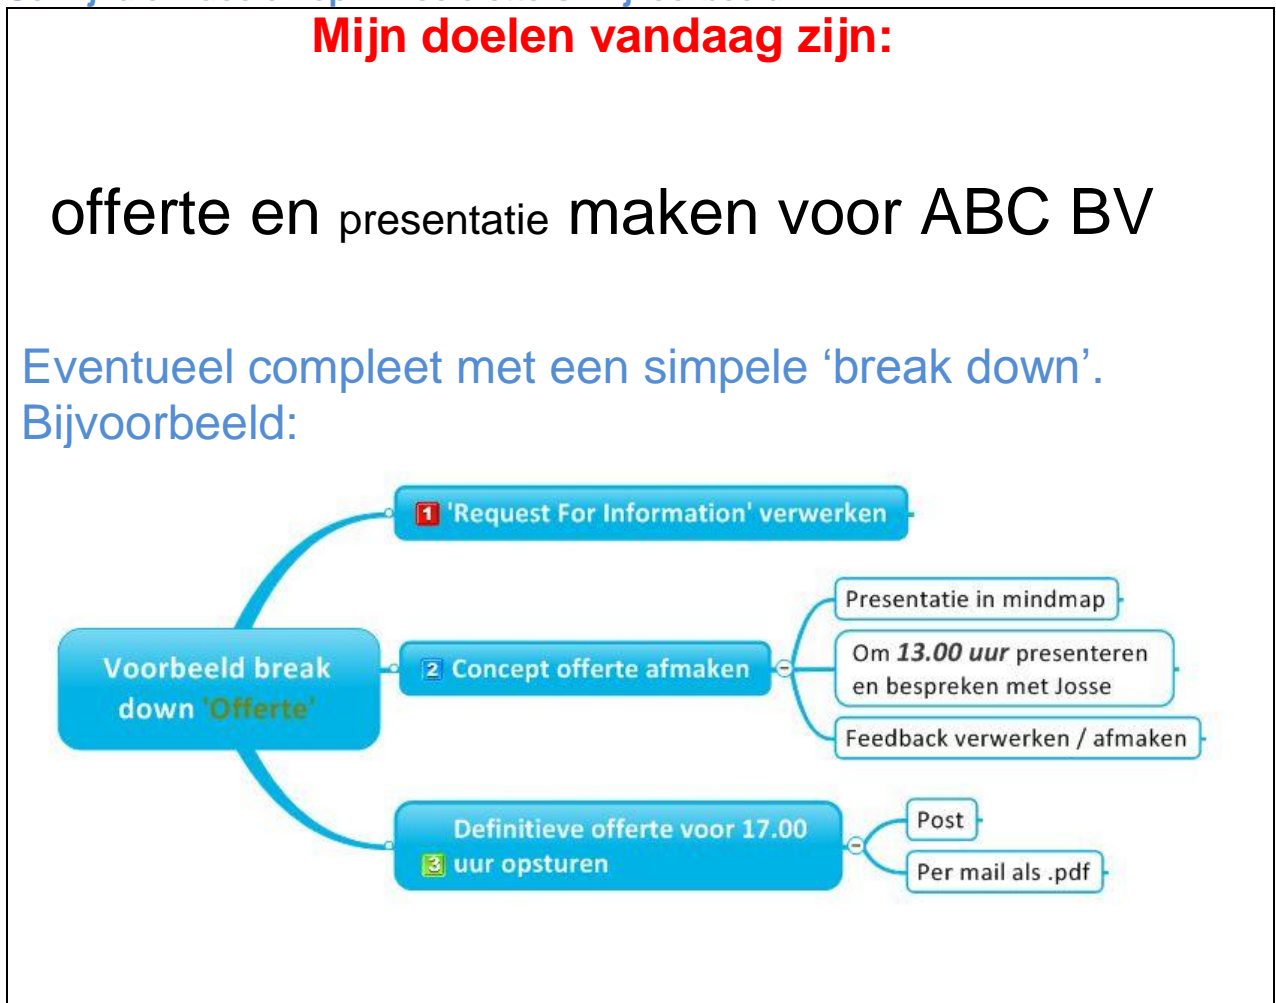 Mijn doelen vandaag zijn:
offerte en presentatie maken voor ABC BV
Eventueel compleet met een simpele ‘break down’.
Bijvoorbeeld:
1 'Request For Information' verwerken
Voorbeeld break
down 'Offerte'
2 Concept offerte afmaken
Presentatie in mindmap
Om 13.00 uur presenteren
en bespreken met Josse
Feedback verwerken / afmaken
Definitieve offerte voor 17.00
3 uur opsturen
Post
Per mail als .pdf